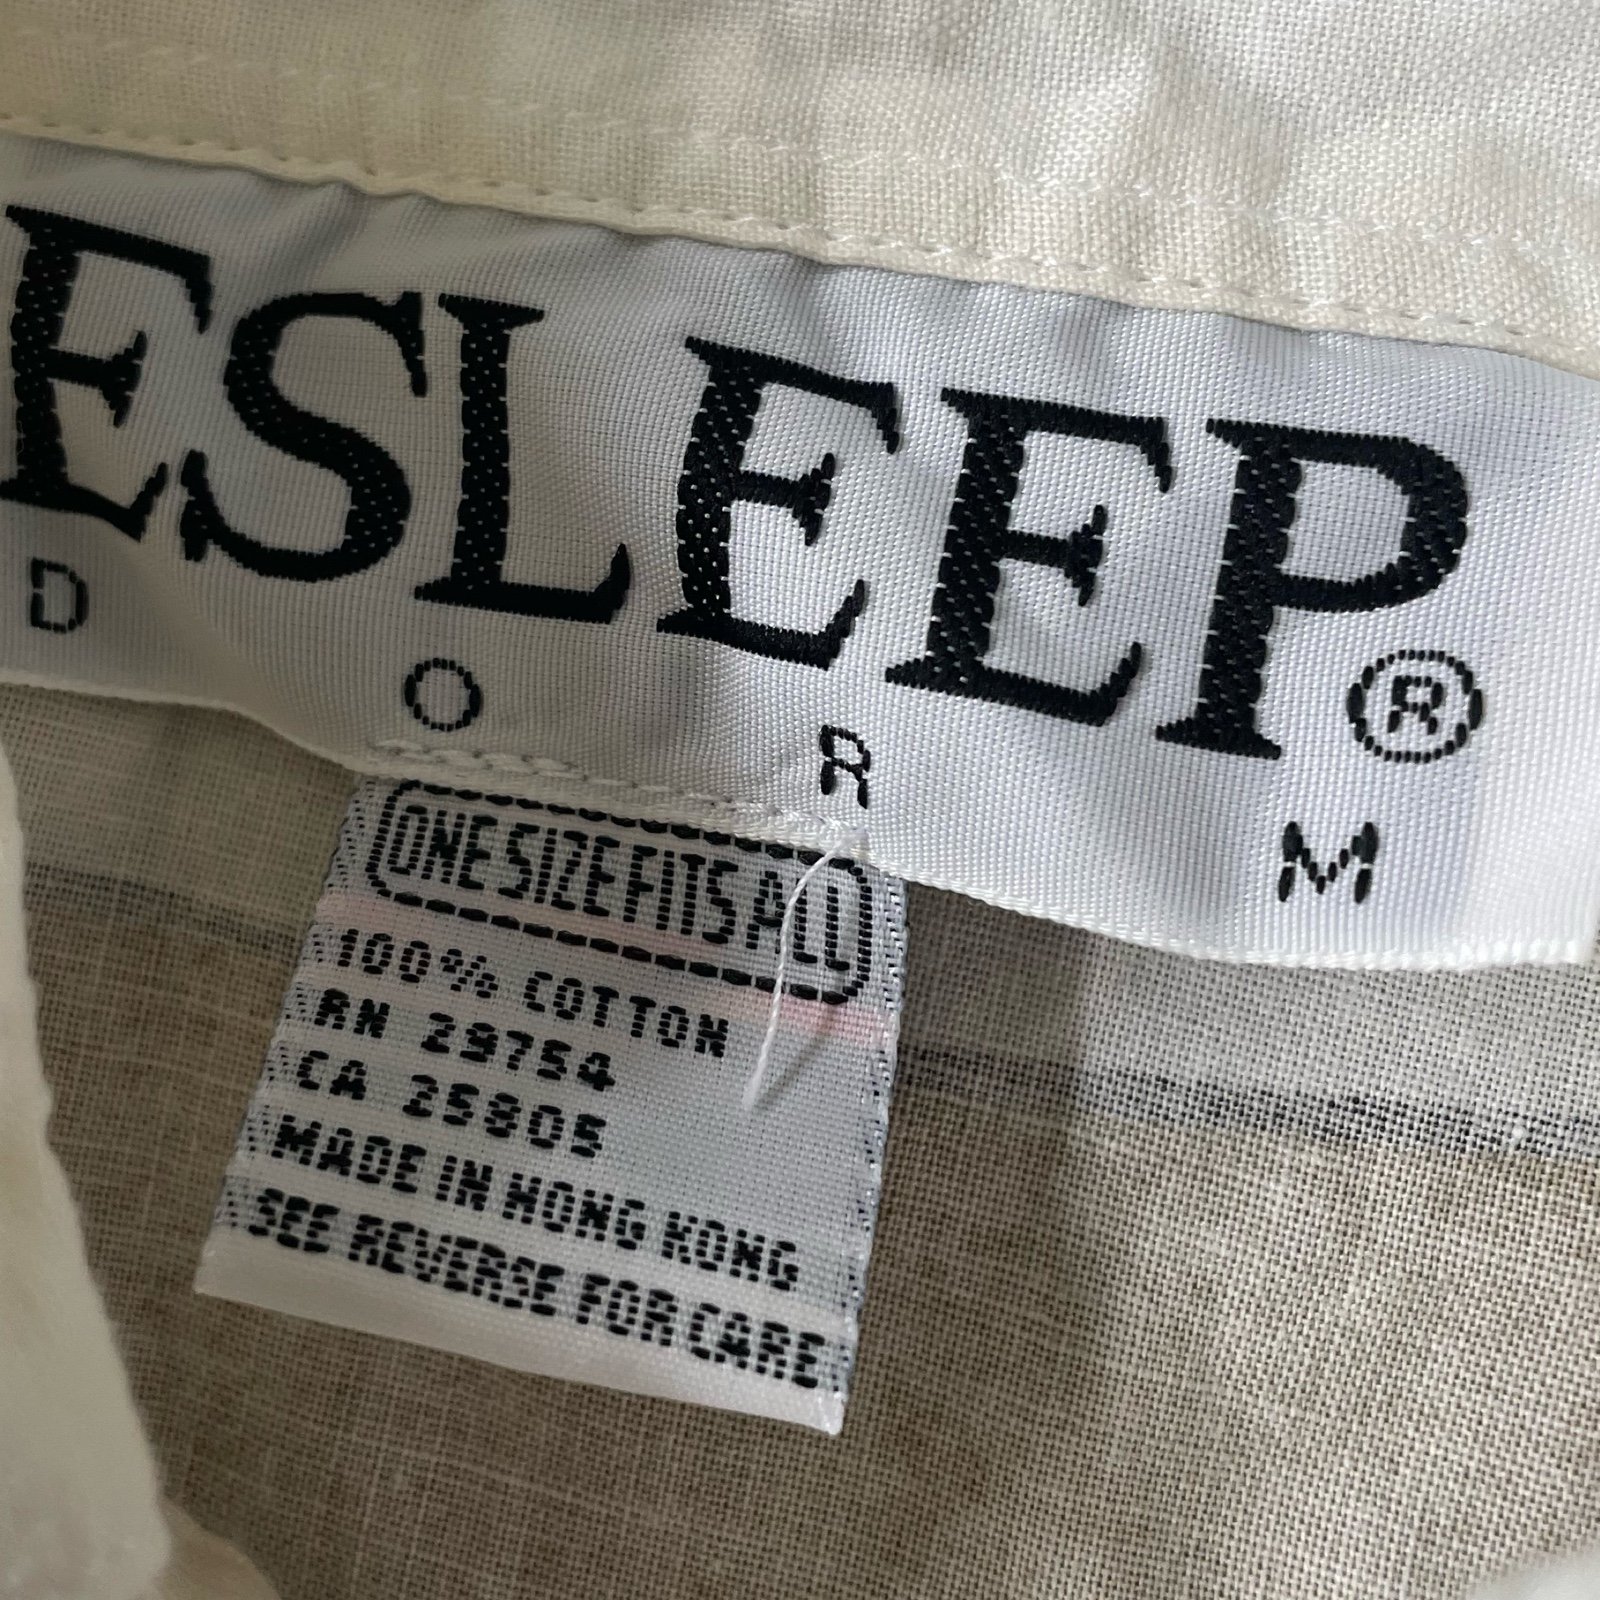 ESLEEP®
D O R M
ONE SIZE FITS ALL
100% COTTON
RN 29754
CA 25805
MADE IN HONG KONG
SEE REVERSE FOR CARE